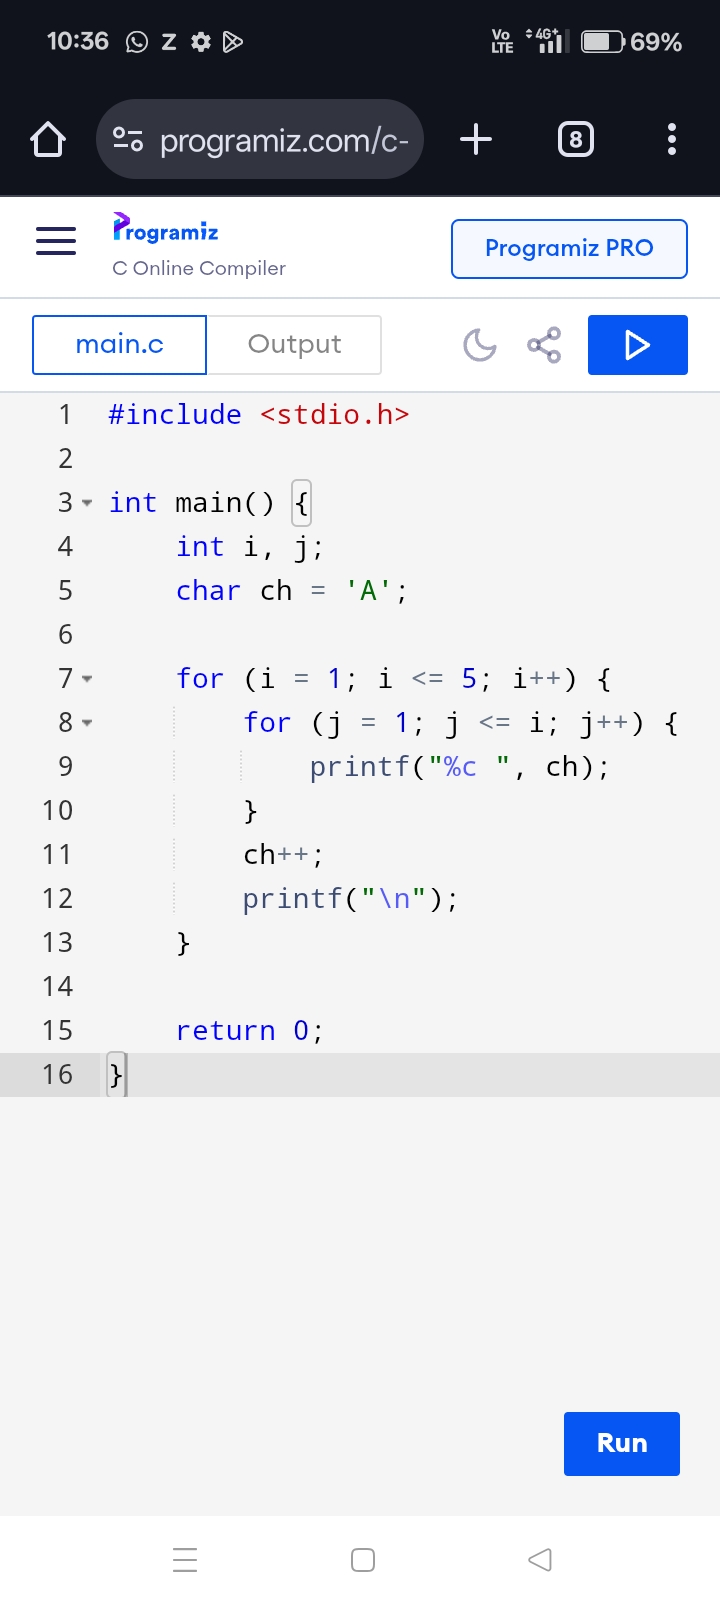 10:36 Z Vo LTE 4G+ 69%
programiz.com/c- 8
Programiz
C Online Compiler
Programiz PRO
main.c Output
1 #include <stdio.h>
2
3 int main() {
4     int i, j;
5     char ch = 'A';
6
7     for (i = 1; i <= 5; i++) {
8         for (j = 1; j <= i; j++) {
9             printf("%c ", ch);
10         }
11         ch++;
12         printf("\n");
13     }
14
15     return 0;
16 }
Run